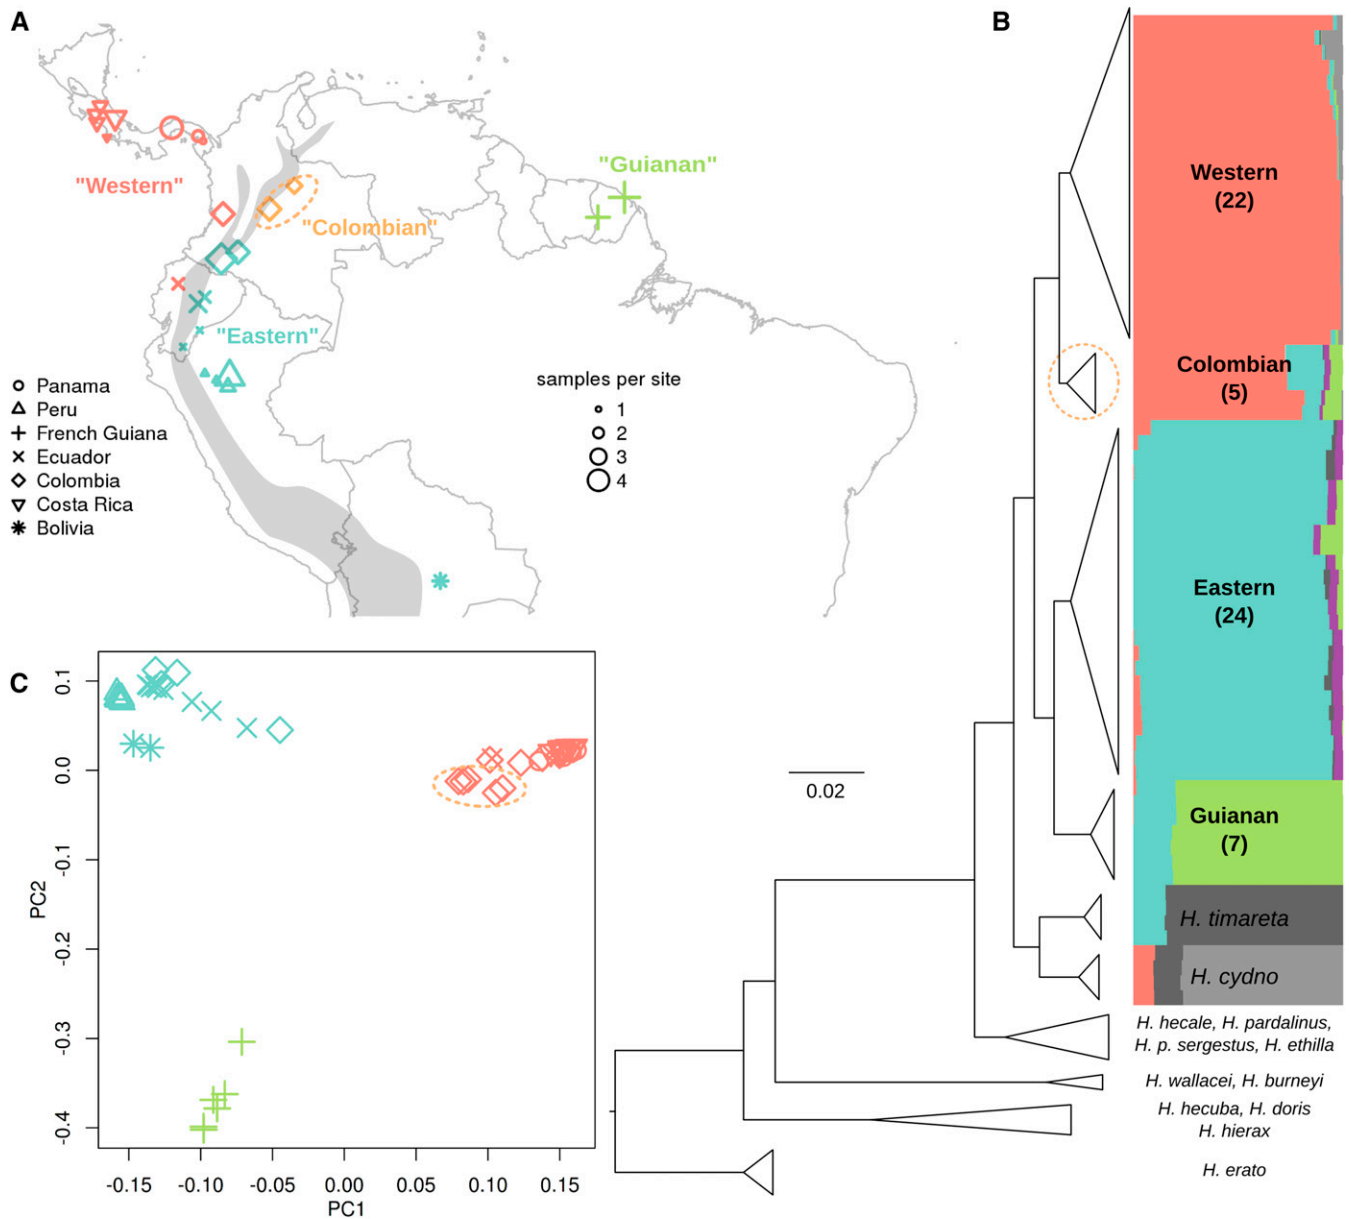 A
B
"Western"
"Guianan"
"Colombian"
"Eastern"
Panama
Peru
French Guiana
Ecuador
Colombia
Costa Rica
Bolivia
samples per site
1
2
3
4
Western
(22)
Colombian
(5)
Eastern
(24)
Guianan
(7)
H. timareta
H. cydno
H. hecale, H. pardalinus,
H. p. sergestus, H. ethilla
H. wallacei, H. burneyi
H. hecuba, H. doris
H. hierax
H. erato
0.02
C
0.1
0.0
-0.1
-0.2
-0.3
-0.4
PC2
-0.15
-0.10
-0.05
0.00
0.05
0.10
0.15
PC1